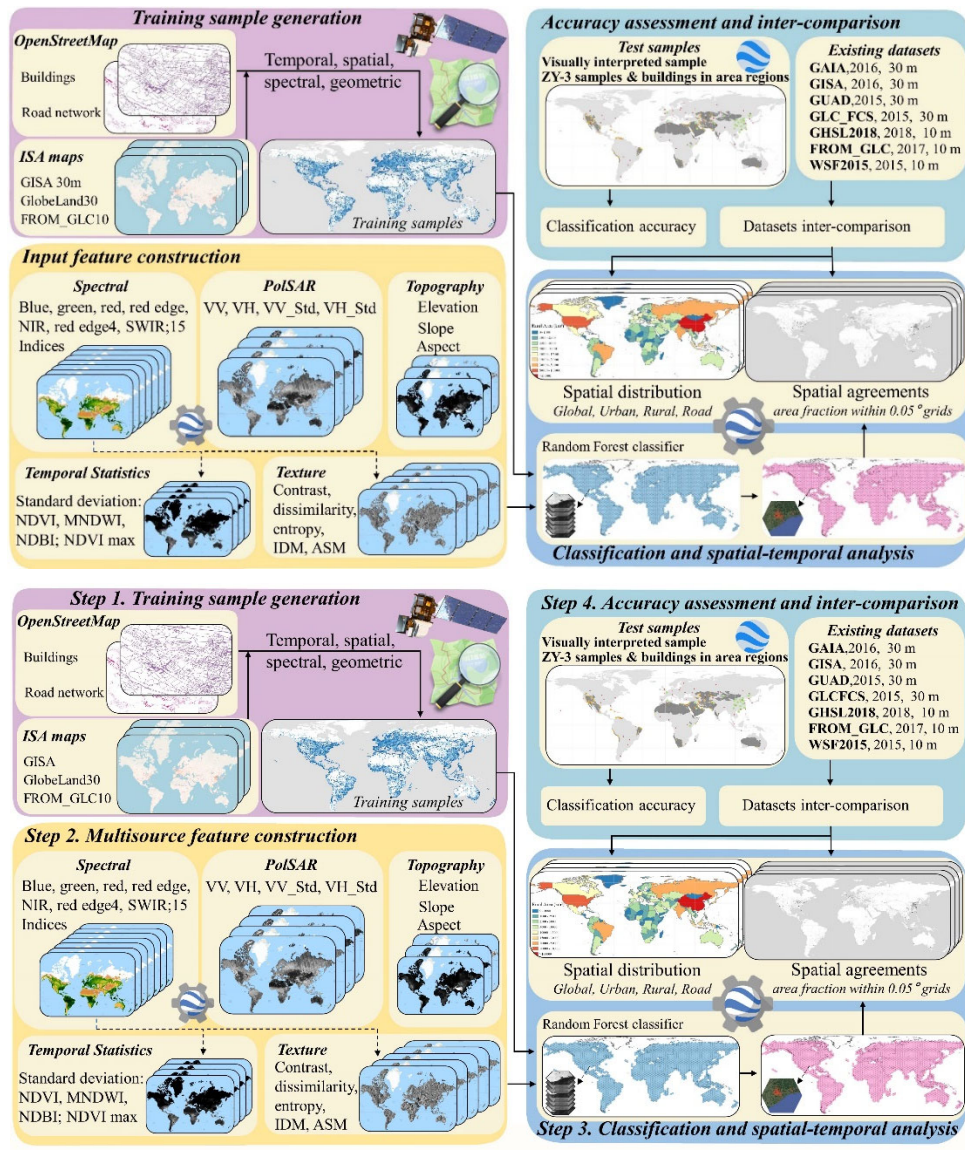 Training sample generation
OpenStreetMap
Buildings
Road network
Temporal, spatial,
spectral, geometric
ISA maps
GISA 30m
GlobeLand30
FROM_GLC10
Training samples
Accuracy assessment and inter-comparison
Test samples
Visually interpreted sample
ZY-3 samples & buildings in area regions
Existing datasets
GAIA,2016, 30 m
GISA, 2016, 30 m
GUAD,2015, 30 m
GLC_FCS, 2015, 30 m
GHSL2018, 2018, 10 m
FROM_GLC, 2017, 10 m
WSF2015, 2015, 10 m
Classification accuracy
Datasets inter-comparison
Input feature construction
Spectral
Blue, green, red, red edge,
NIR, red edge4, SWIR;15
Indices
PolSAR
VV, VH, VV_Std, VH_Std
Topography
Elevation
Slope
Aspect
Temporal Statistics
Standard deviation:
NDVI, MNDWI,
NDBI; NDVI max
Texture
Contrast,
dissimilarity,
entropy,
IDM, ASM
Spatial distribution
Global, Urban, Rural, Road
Spatial agreements
area fraction within 0.05° grids
Random Forest classifier
Classification and spatial-temporal analysis
Step 1. Training sample generation
OpenStreetMap
Buildings
Road network
Temporal, spatial,
spectral, geometric
ISA maps
GISA
GlobeLand30
FROM_GLC10
Training samples
Step 4. Accuracy assessment and inter-comparison
Test samples
Visually interpreted sample
ZY-3 samples & buildings in area regions
Existing datasets
GAIA, 2016, 30 m
GISA, 2016, 30 m
GUAD,2015, 30 m
GLCFCS, 2015, 30 m
GHSL2018, 2018, 10 m
FROM_GLC, 2017, 10 m
WSF2015, 2015, 10 m
Classification accuracy
Datasets inter-comparison
Step 2. Multisource feature construction
Spectral
Blue, green, red, red edge,
NIR, red edge4, SWIR;15
Indices
PolSAR
VV, VH, VV_Std, VH_Std
Topography
Elevation
Slope
Aspect
Temporal Statistics
Standard deviation:
NDVI, MNDWI,
NDBI; NDVI max
Texture
Contrast,
dissimilarity,
entropy,
IDM, ASM
Spatial distribution
Global, Urban, Rural, Road
Spatial agreements
area fraction within 0.05° grids
Random Forest classifier
Step 3. Classification and spatial-temporal analysis